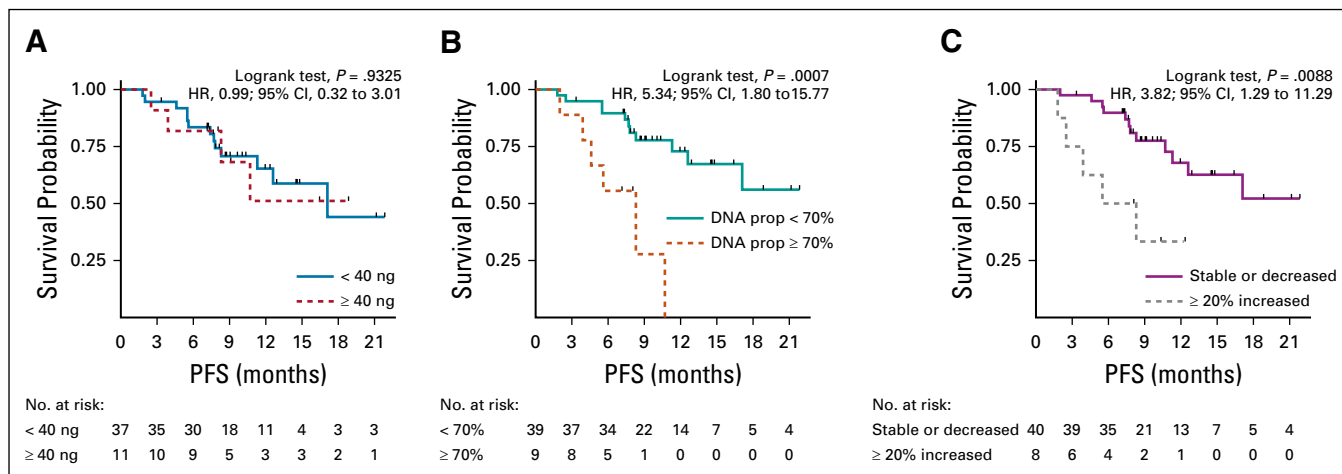 A
Logrank test, P = .9325
HR, 0.99; 95% CI, 0.32 to 3.01
Survival Probability
1.00
0.75
0.50
0.25
< 40 ng
≥ 40 ng
0 3 6 9 12 15 18 21
PFS (months)
No. at risk:
< 40 ng 37 35 30 18 11 4 3 3
≥ 40 ng 11 10 9 5 3 3 2 1
B
Logrank test, P = .0007
HR, 5.34; 95% CI, 1.80 to15.77
Survival Probability
1.00
0.75
0.50
0.25
DNA prop < 70%
DNA prop ≥ 70%
0 3 6 9 12 15 18 21
PFS (months)
No. at risk:
< 70% 39 37 34 22 14 7 5 4
≥ 70% 9 8 5 1 0 0 0 0
C
Logrank test, P = .0088
HR, 3.82; 95% CI, 1.29 to 11.29
Survival Probability
1.00
0.75
0.50
0.25
Stable or decreased
≥ 20% increased
0 3 6 9 12 15 18 21
PFS (months)
No. at risk:
Stable or decreased 40 39 35 21 13 7 5 4
≥ 20% increased 8 6 4 2 1 0 0 0